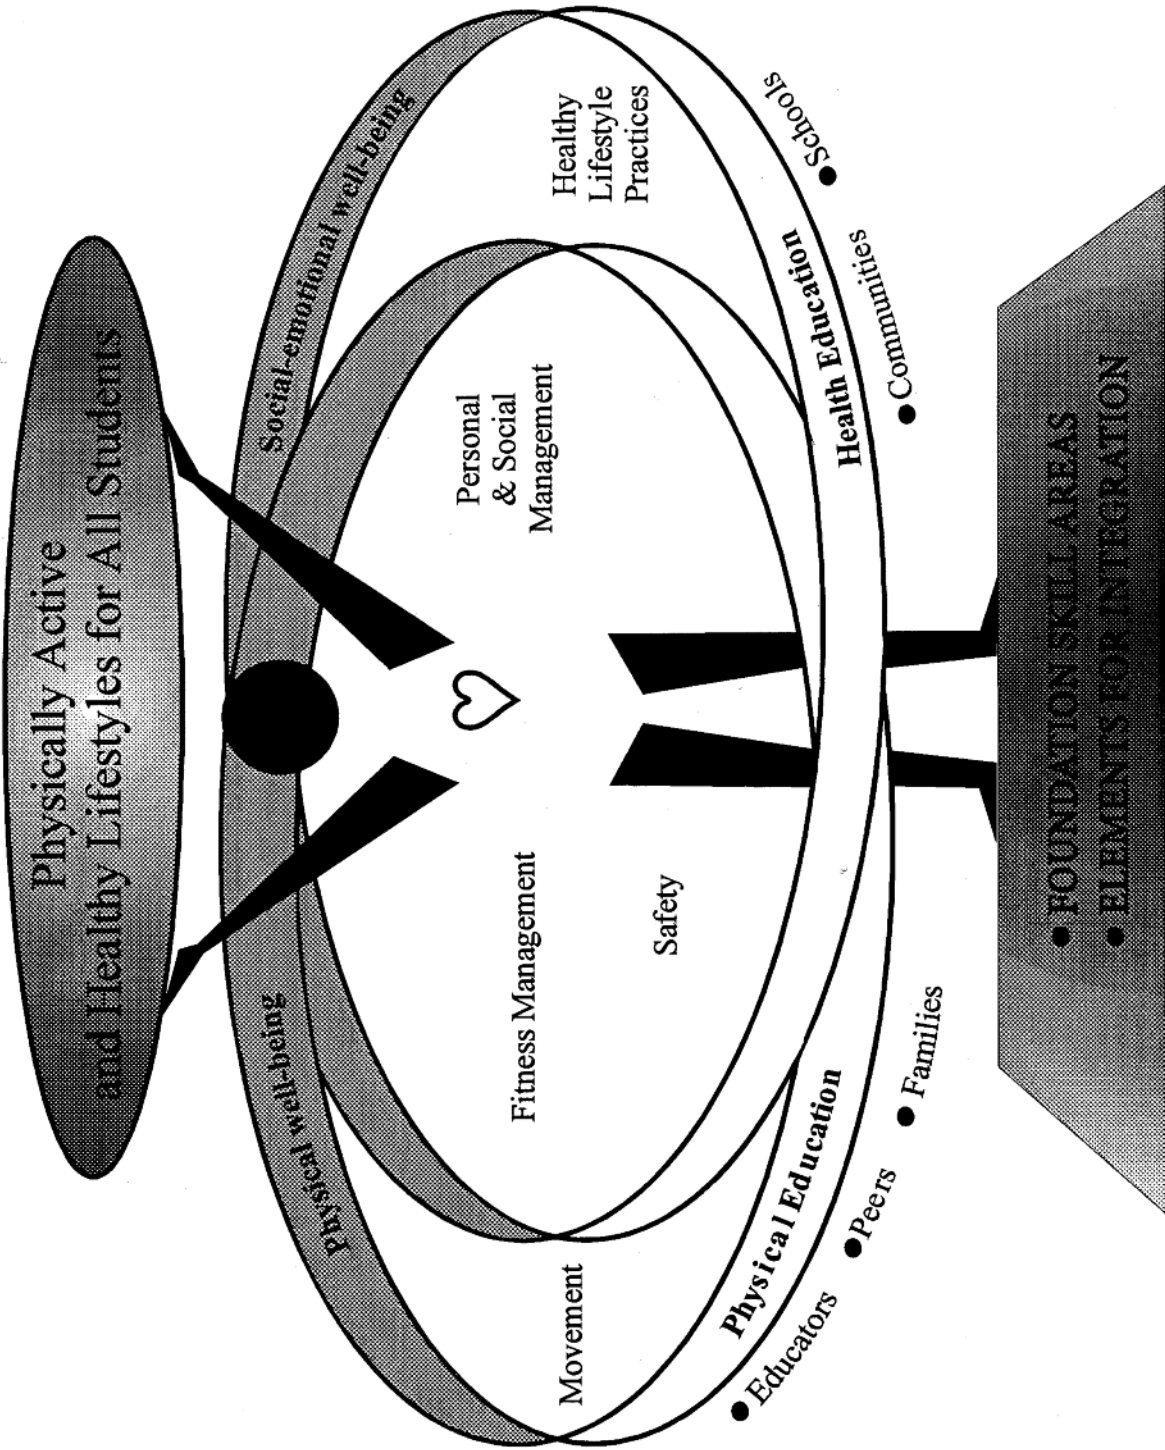 Physically Active
and Healthy Lifestyles for All Students
Physical well-being
Social-emotional well-being
Fitness Management
Personal
& Social
Management
Safety
Movement
Healthy
Lifestyle
Practices
Physical Education
Health Education
● Educators
● Peers
● Families
● Communities
● Schools
● FOUNDATION SKILL AREAS
● ELEMENTS FOR INTEGRATION